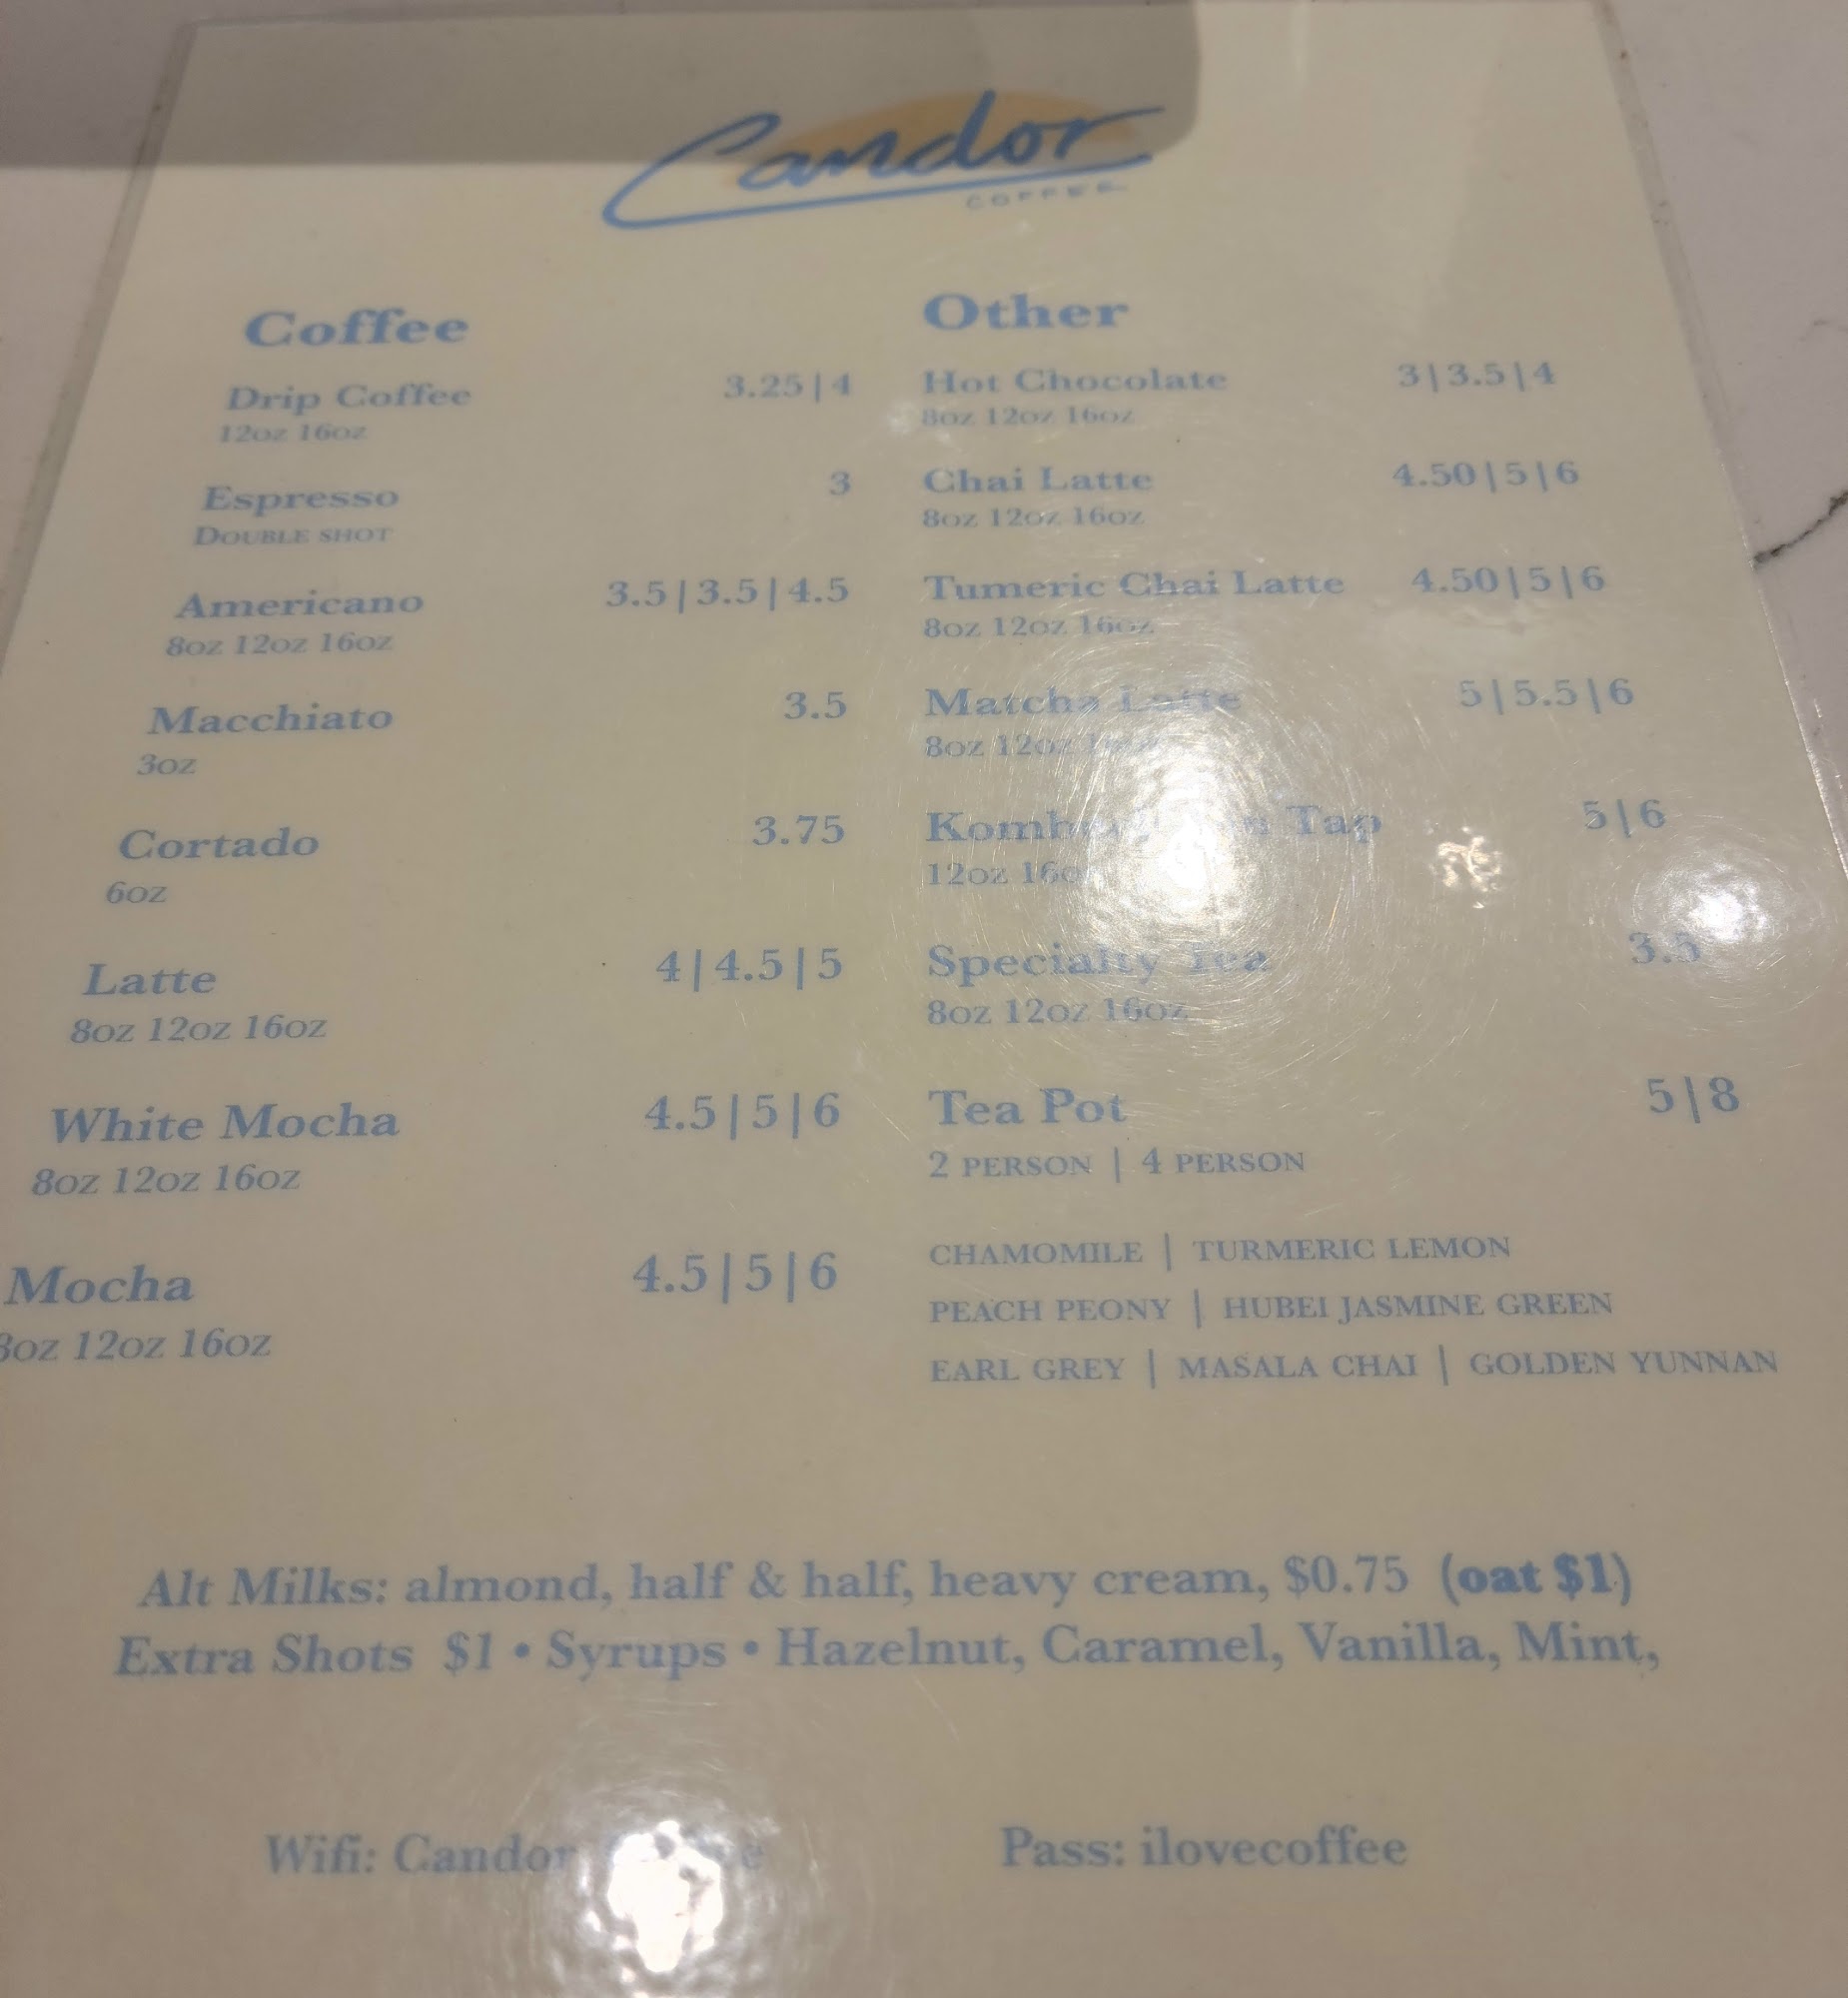 Candor
COFFEE
Coffee
Drip Coffee 3.25|4
12oz 16oz
Espresso 3
DOUBLE SHOT
Americano 3.5|3.5|4.5
8oz 12oz 16oz
Macchiato 3.5
3oz
Cortado 3.75
6oz
Latte 4|4.5|5
8oz 12oz 16oz
White Mocha 4.5|5|6
8oz 12oz 16oz
Mocha 4.5|5|6
8oz 12oz 16oz
Other
Hot Chocolate 3|3.5|4
8oz 12oz 16oz
Chai Latte 4.50|5|6
8oz 12oz 16oz
Tumeric Chai Latte 4.50|5|6
8oz 12oz 16oz
Matcha Latte 5|5.5|6
8oz 12oz
Tap 5|6
12oz 16oz
Specialty Tea 3.5
8oz 12oz 16oz
Tea Pot 5|8
2 PERSON | 4 PERSON
CHAMOMILE | TURMERIC LEMON
PEACH PEONY | HUBEI JASMINE GREEN
EARL GREY | MASALA CHAI | GOLDEN YUNNAN
Alt Milks: almond, half & half, heavy cream, $0.75 (oat $1)
Extra Shots $1 • Syrups • Hazelnut, Caramel, Vanilla, Mint,
Wifi: Candor
Pass: ilovecoffee